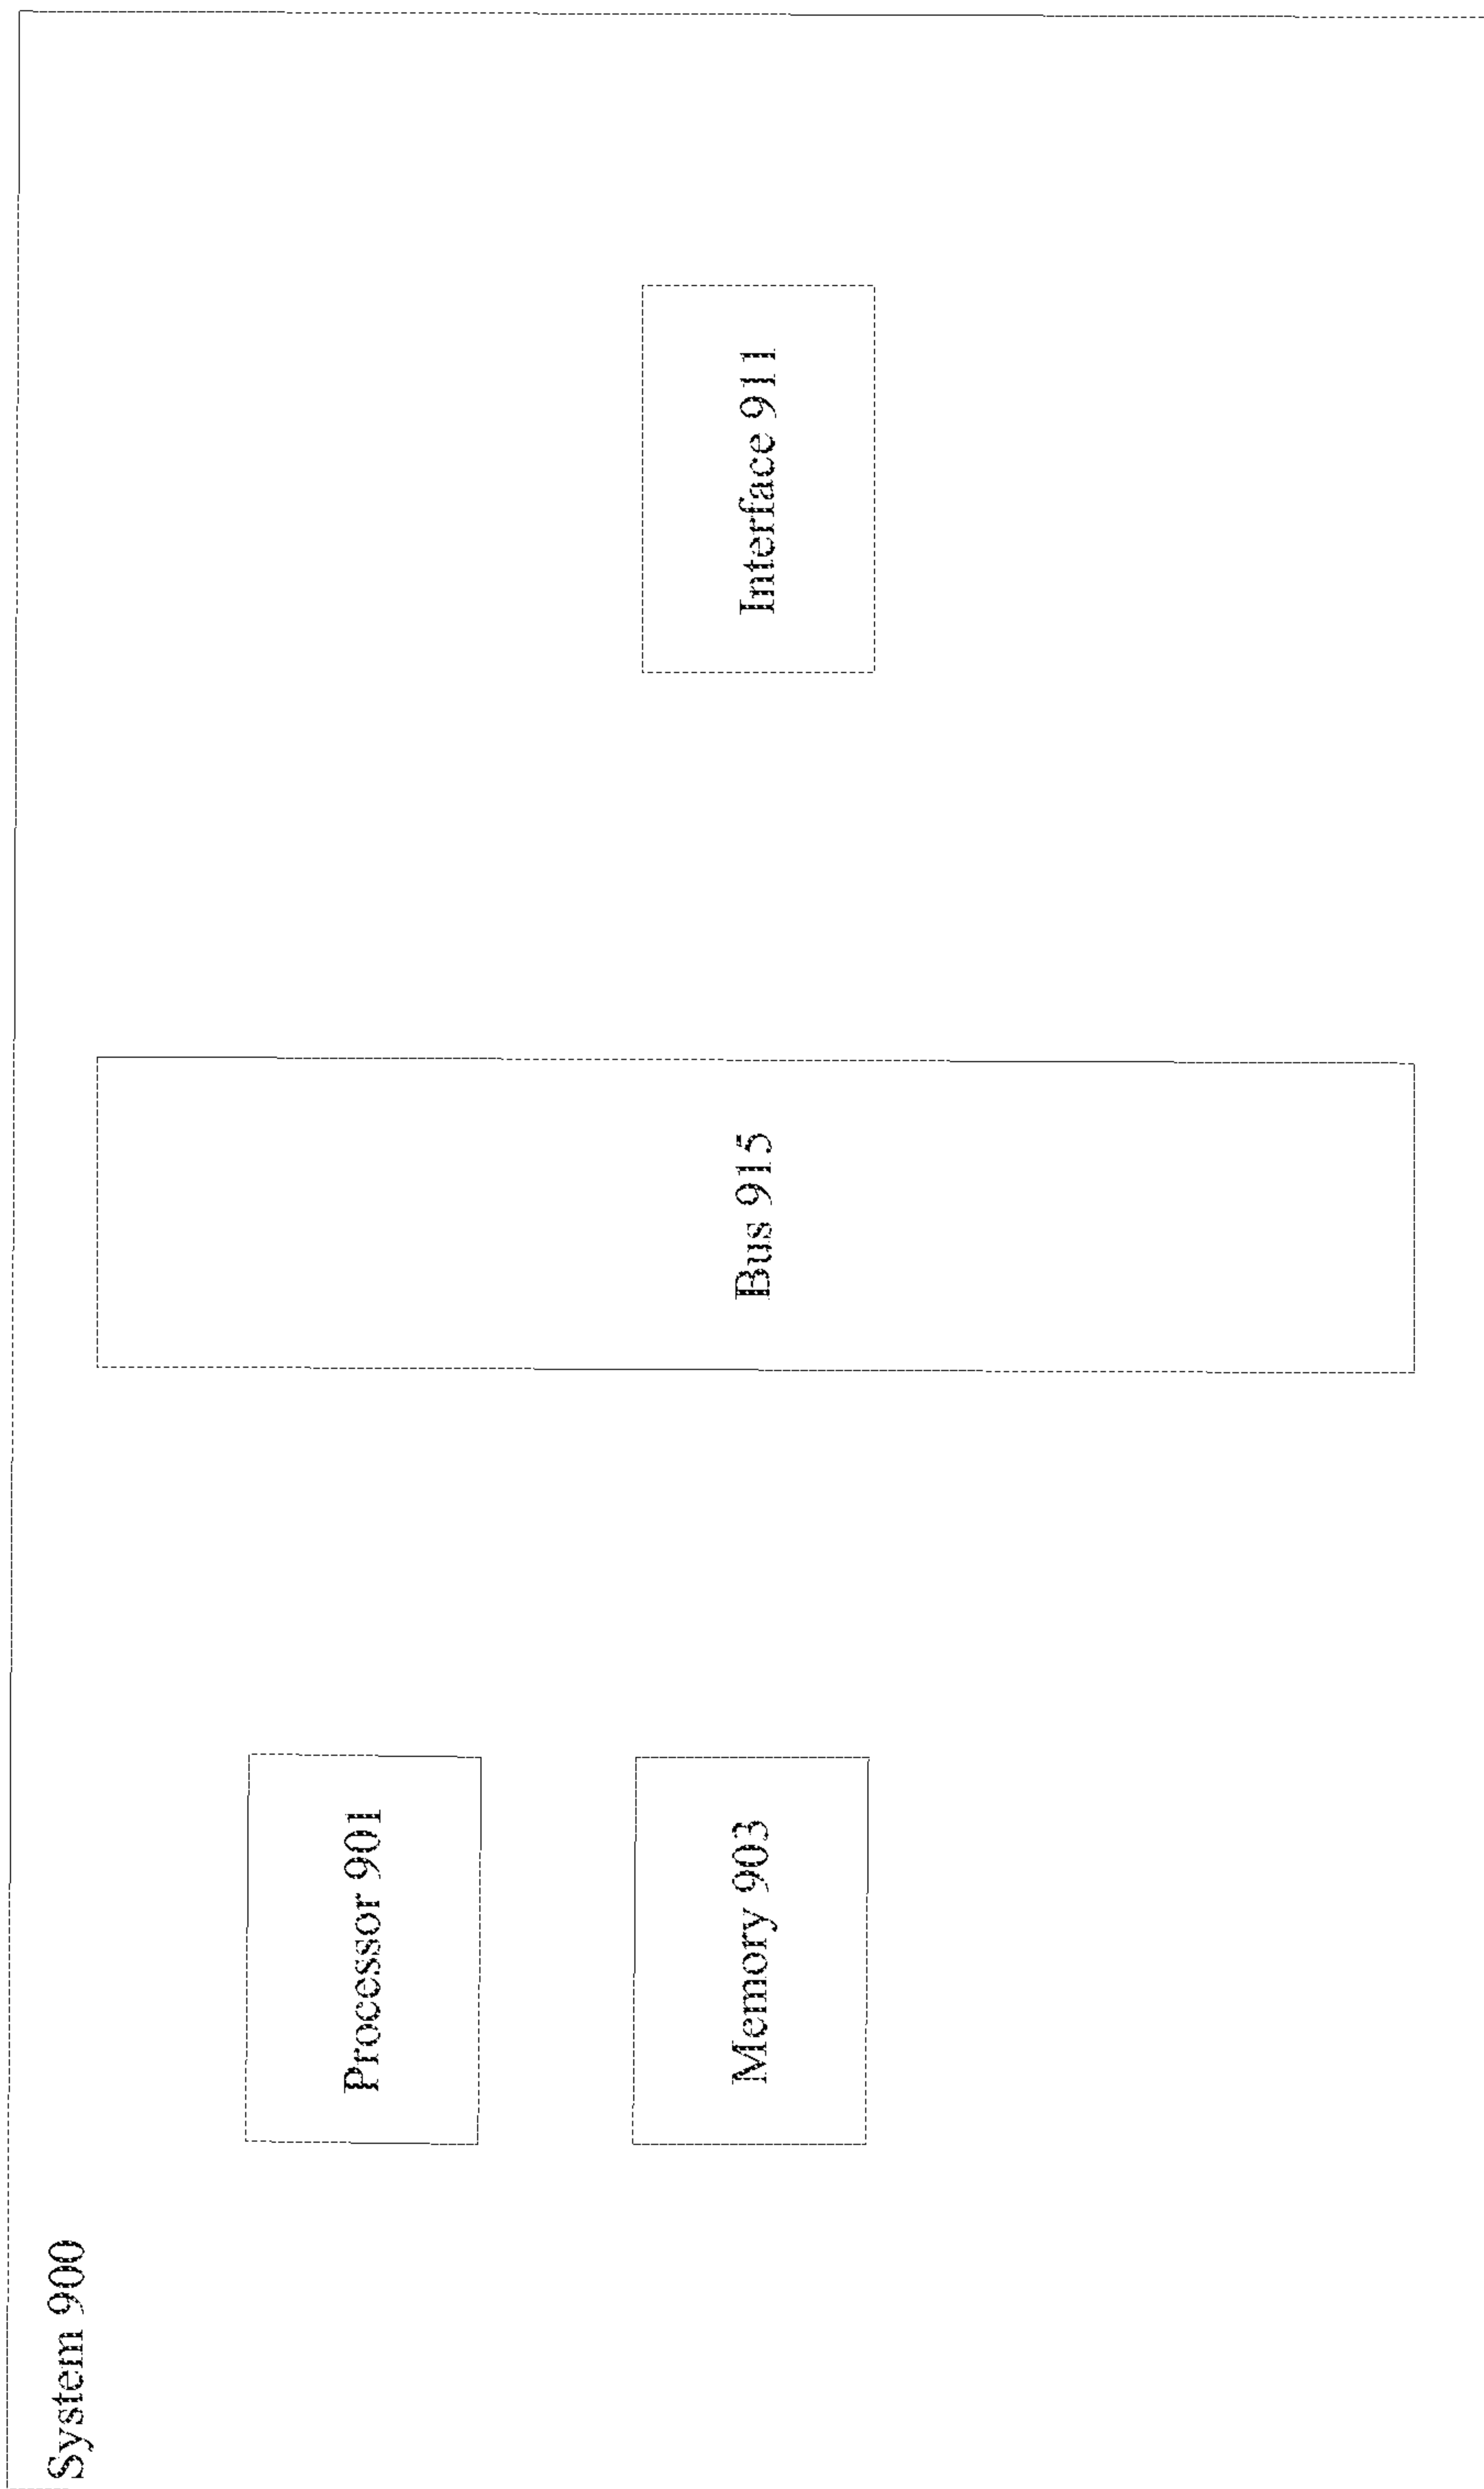 System 900
Processor 901
Memory 903
Bus 915
Interface 911